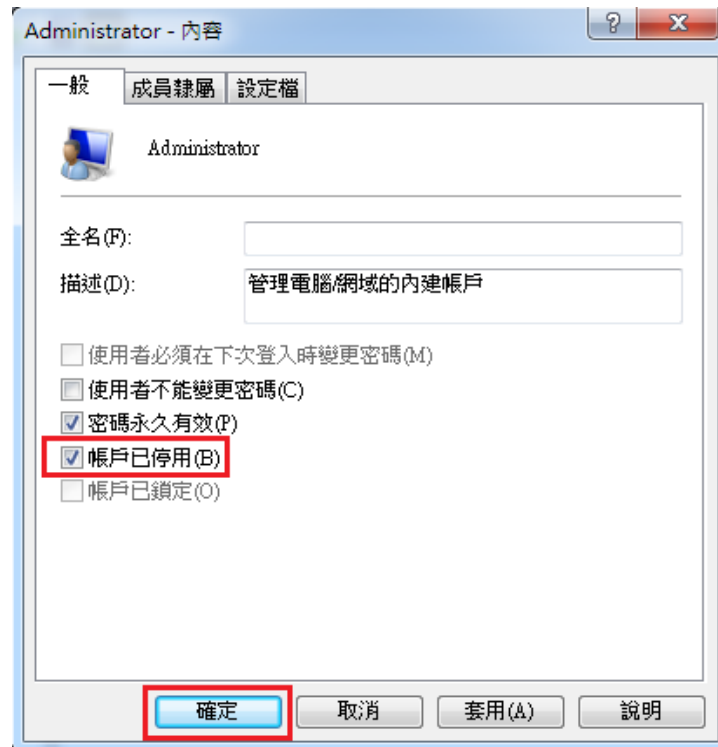 Administrator - 內容
一般 成員隸屬 設定檔
Administrator
全名(F):
描述(D): 管理電腦/網域的內建帳戶
使用者必須在下次登入時變更密碼(M)
使用者不能變更密碼(C)
密碼永久有效(P)
帳戶已停用(B)
帳戶已鎖定(O)
確定 取消 套用(A) 說明